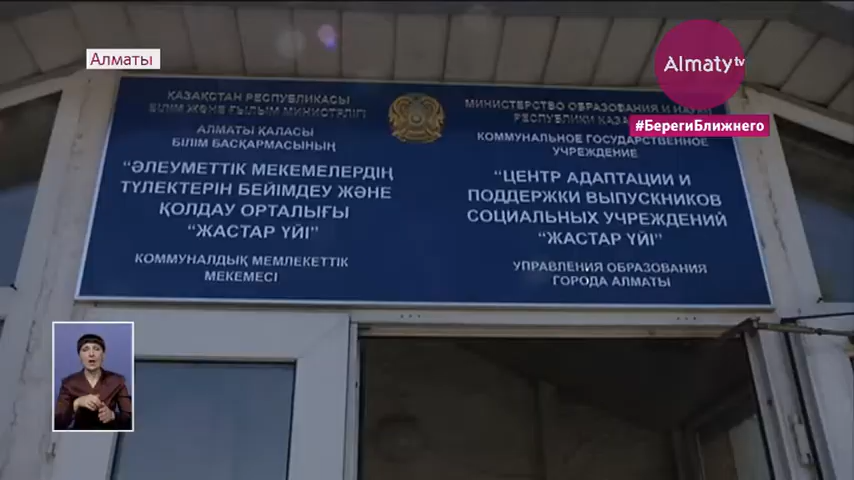 Алматы
Almaty tv
#БерегиБлижнего
ҚАЗАҚСТАН РЕСПУБЛИКАСЫ
БІЛІМ ЖӘНЕ ҒЫЛЫМ МИНИСТРЛІГІ
АЛМАТЫ ҚАЛАСЫ
БІЛІМ БАСҚАРМАСЫНЫҢ
“ӘЛЕУМЕТТІК МЕКЕМЕЛЕРДІҢ
ТҮЛЕКТЕРІН БЕЙІМДЕУ ЖӘНЕ
ҚОЛДАУ ОРТАЛЫҒЫ
“ЖАСТАР ҮЙІ”
КОММУНАЛДЫҚ МЕМЛЕКЕТТІК
МЕКЕМЕСІ
МИНИСТЕРСТВО ОБРАЗОВАНИЯ И
РЕСПУБЛИКИ
КОММУНАЛЬНОЕ ГОСУДАРСТВЕННОЕ
УЧРЕЖДЕНИЕ
“ЦЕНТР АДАПТАЦИИ И
ПОДДЕРЖКИ ВЫПУСКНИКОВ
СОЦИАЛЬНЫХ УЧРЕЖДЕНИЙ
“ЖАСТАР ҮЙІ”
УПРАВЛЕНИЯ ОБРАЗОВАНИЯ
ГОРОДА АЛМАТЫ